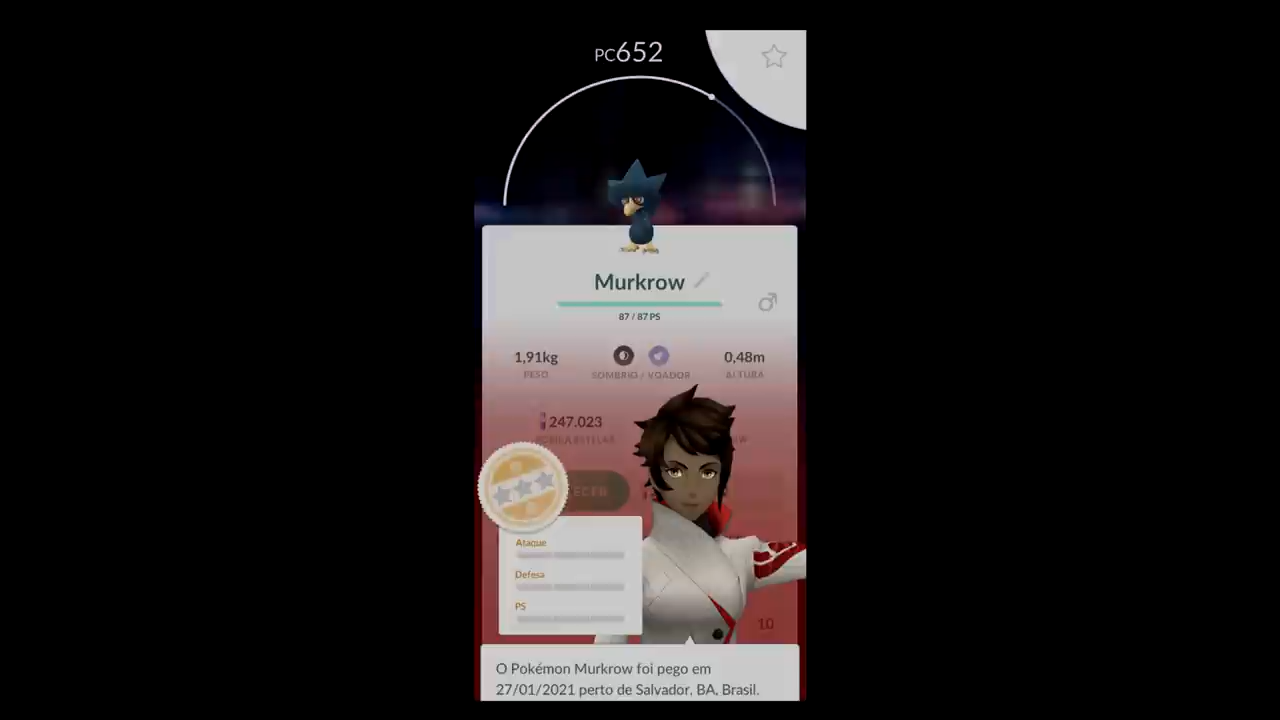 PC652
Murkrow
87 / 87 PS
1,91kg
0,48m
PESO
SOMBRIO / VOADOR
ALTURA
247.023
Ataque
Defesa
PS
10
O Pokémon Murkrow foi pego em
27/01/2021 perto de Salvador, BA, Brasil.